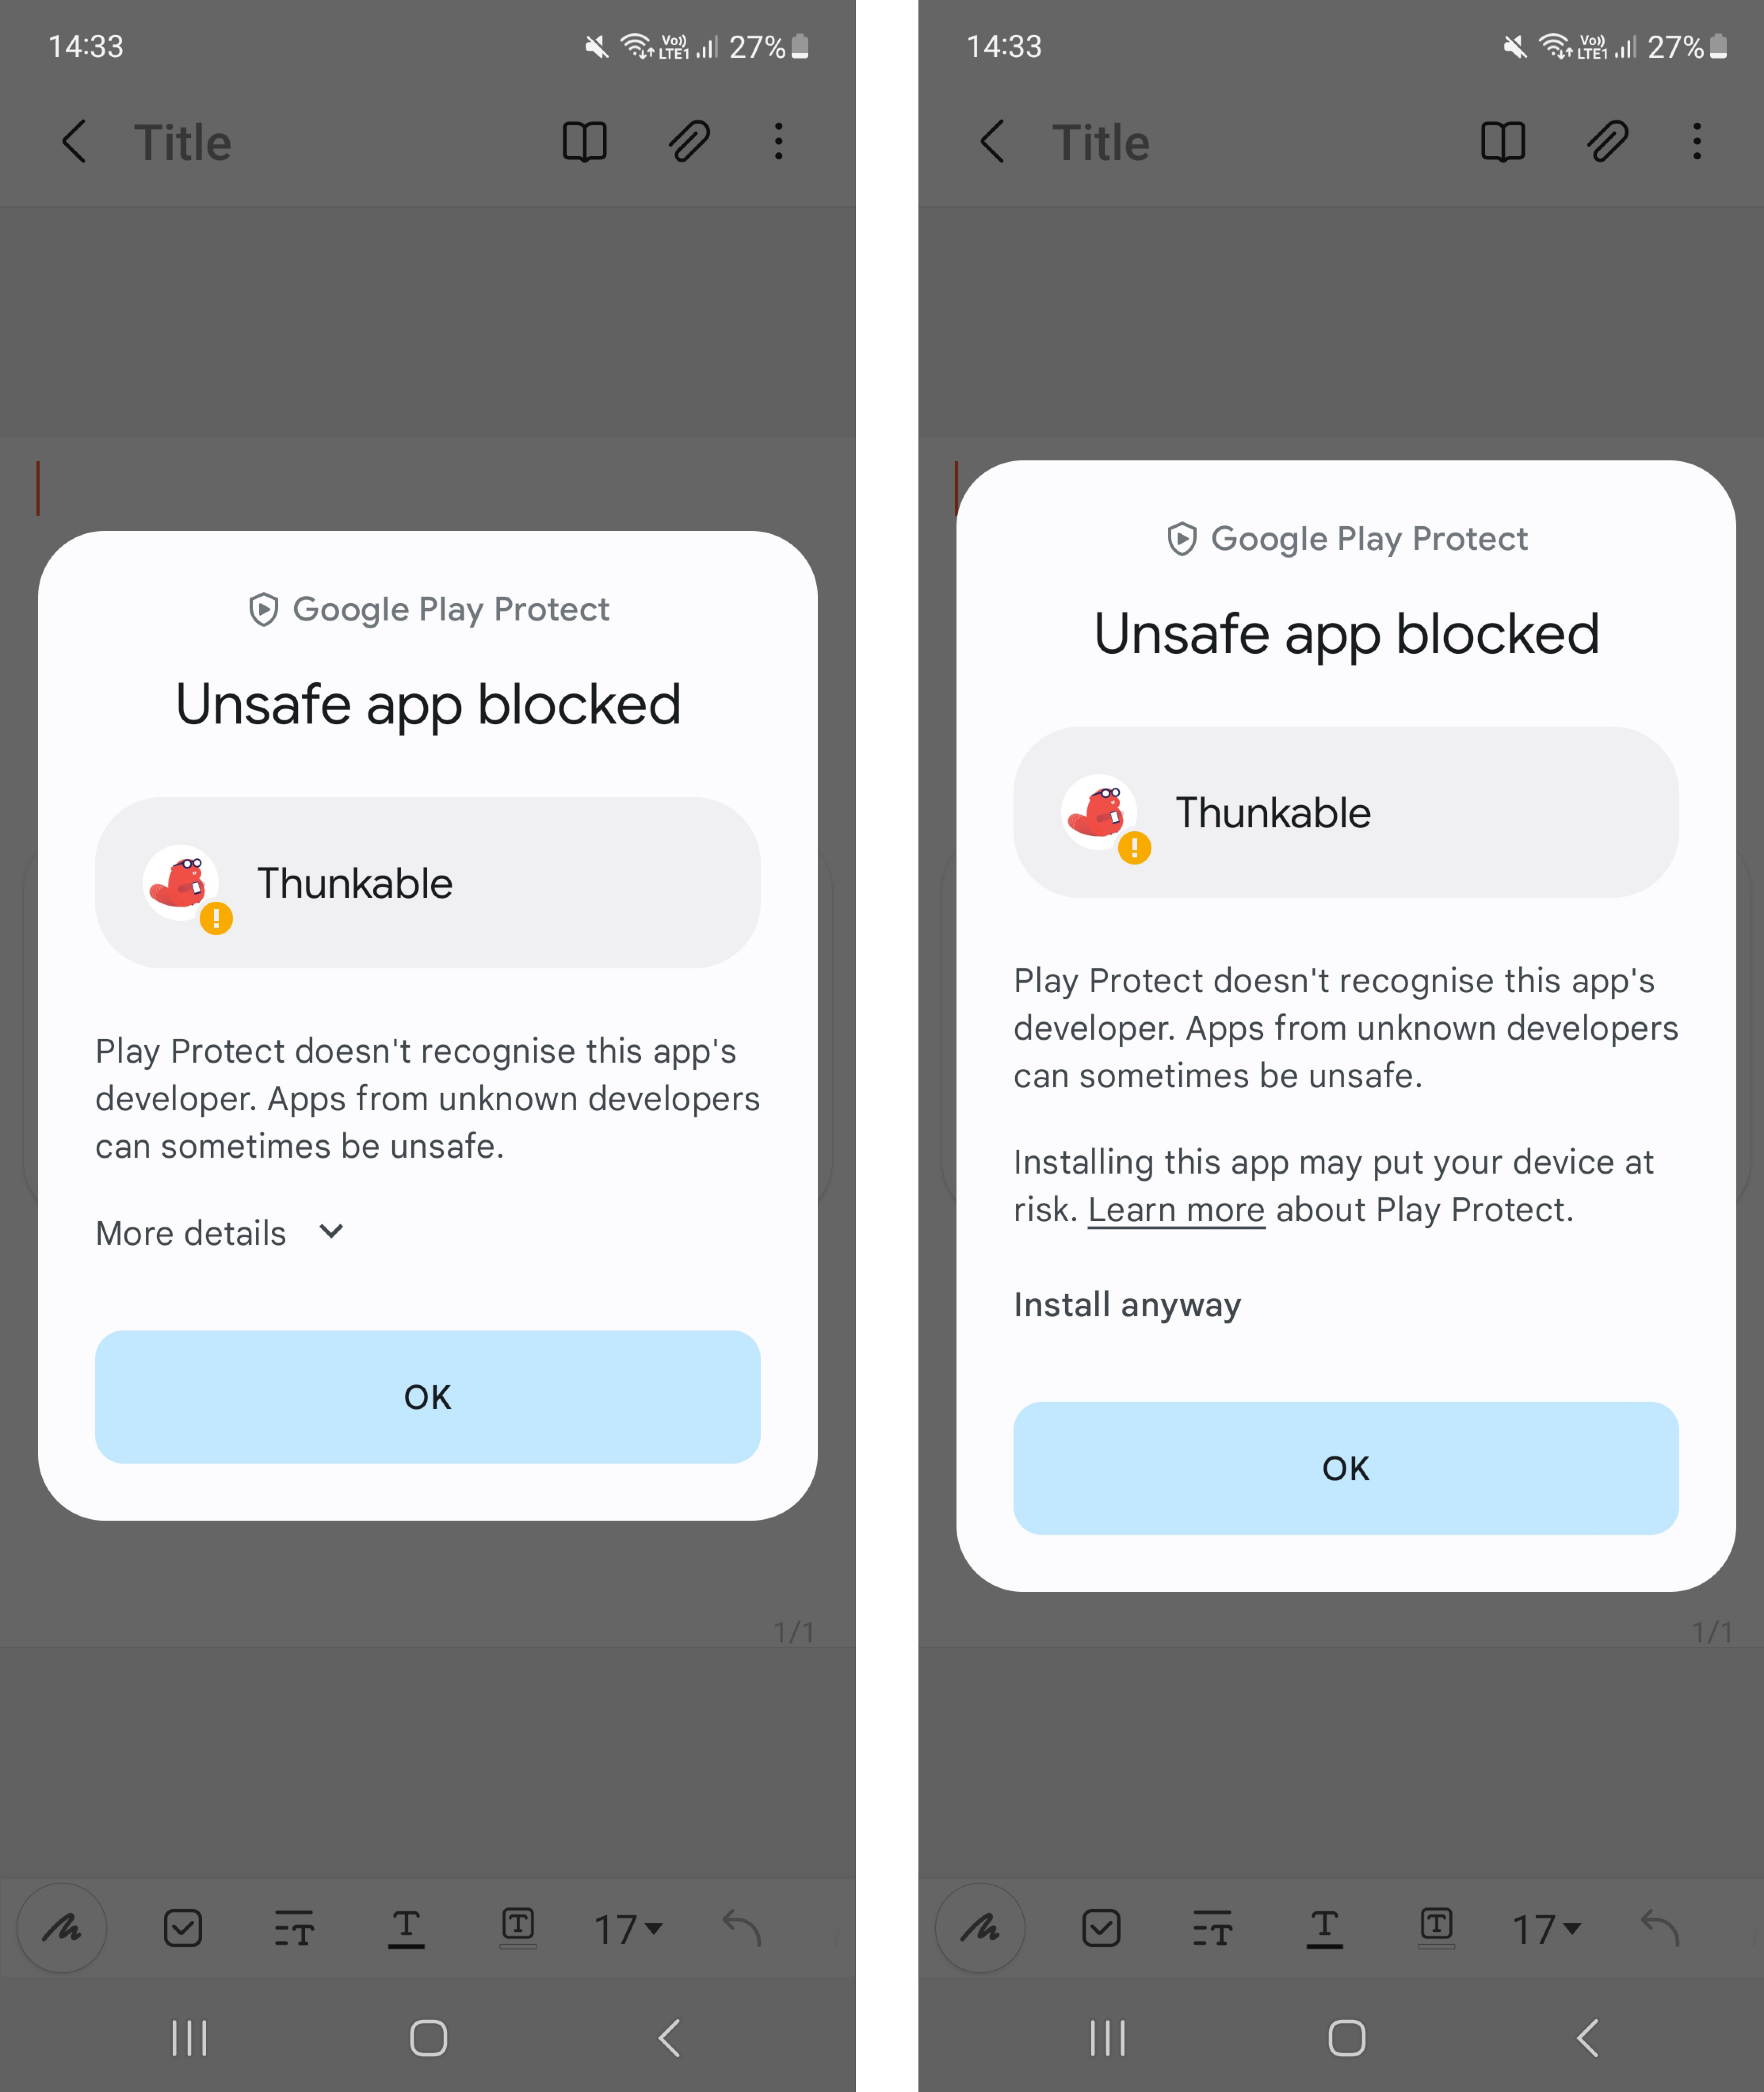 14:33
Vo))
LTE1
27%
Title
Google Play Protect
Unsafe app blocked
Thunkable
Play Protect doesn't recognise this app's
developer. Apps from unknown developers
can sometimes be unsafe.
More details
OK
1/1
17
14:33
Vo))
LTE1
27%
Title
Google Play Protect
Unsafe app blocked
Thunkable
Play Protect doesn't recognise this app's
developer. Apps from unknown developers
can sometimes be unsafe.
Installing this app may put your device at
risk. Learn more about Play Protect.
Install anyway
OK
1/1
17